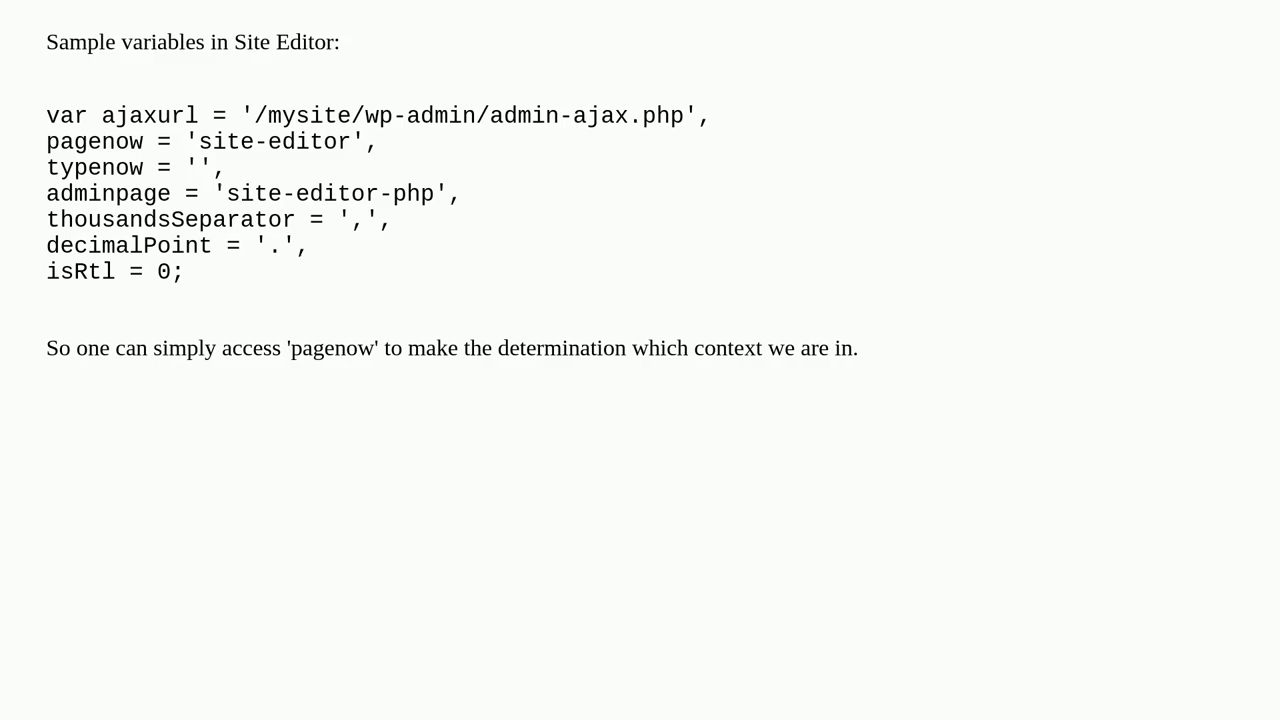 Sample variables in Site Editor:
var ajaxurl = '/mysite/wp-admin/admin-ajax.php',
pagenow = 'site-editor',
typenow = '',
adminpage = 'site-editor-php',
thousandsSeparator = ',',
decimalPoint = '.',
isRtl = 0;
So one can simply access 'pagenow' to make the determination which context we are in.